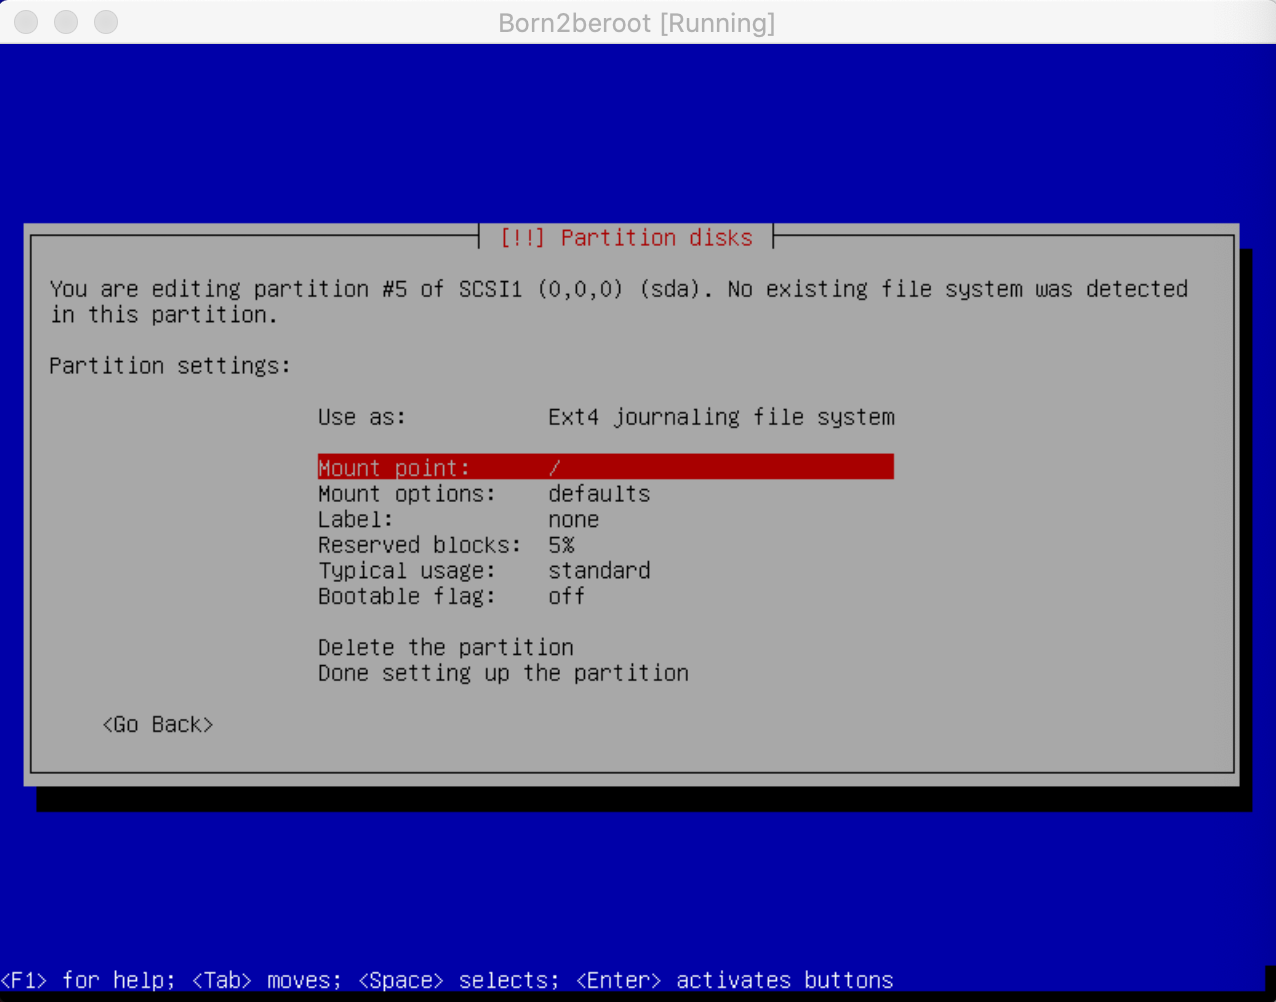 Born2beroot [Running]
[!!] Partition disks
You are editing partition #5 of SCSI1 (0,0,0) (sda). No existing file system was detected
in this partition.
Partition settings:
Use as: Ext4 journaling file system
Mount point: /
Mount options: defaults
Label: none
Reserved blocks: 5%
Typical usage: standard
Bootable flag: off
Delete the partition
Done setting up the partition
<Go Back>
<F1> for help; <Tab> moves; <Space> selects; <Enter> activates buttons